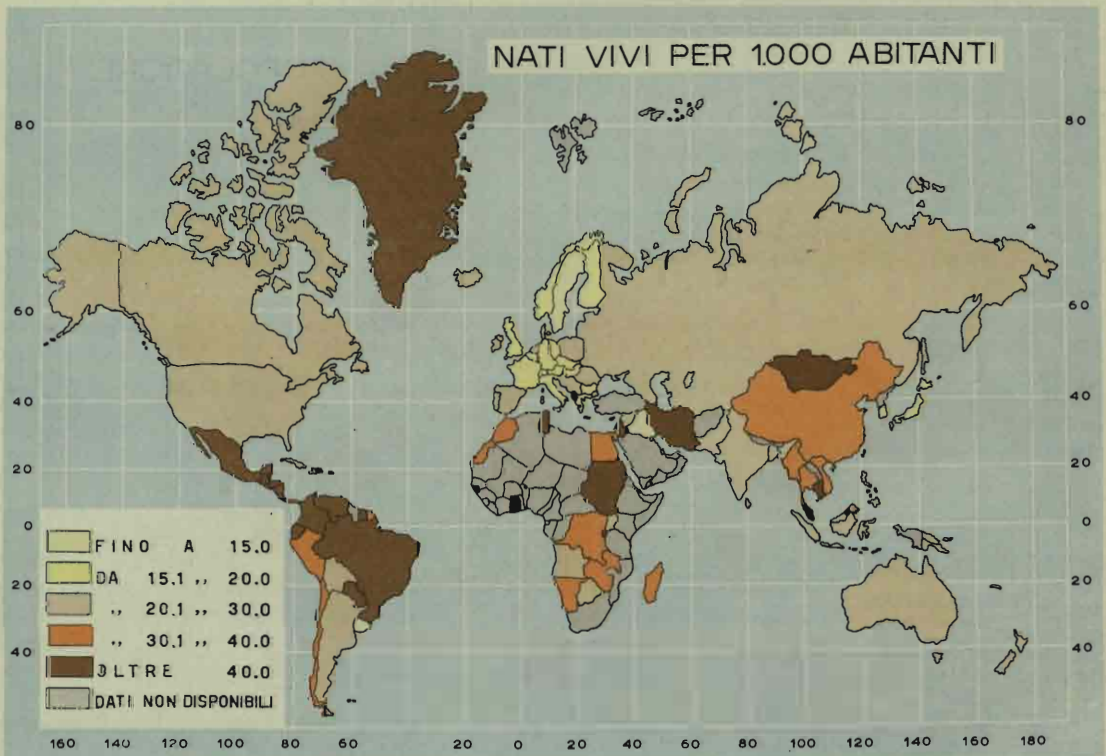 NATI VIVI PER 1.000 ABITANTI
80 80
60 60
40 40
20 20
0 0
20 20
40 40
FINO A 15.0
DA 15.1 ,, 20.0
,, 20.1 ,, 30.0
,, 30.1 ,, 40.0
OLTRE 40.0
DATI NON DISPONIBILI
160 140 120 100 80 60 20 0 20 40 60 80 100 120 140 160 180